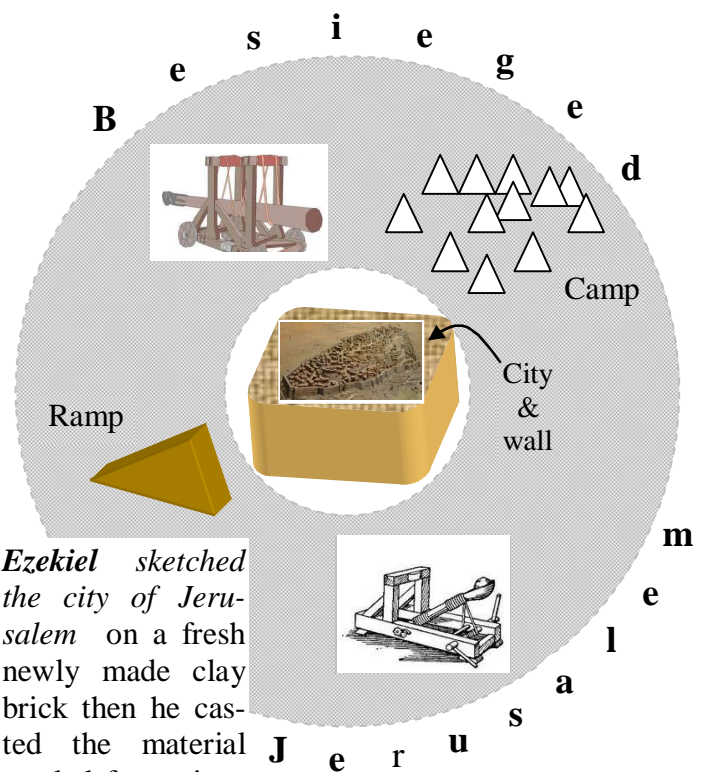 Besieged
Camp
City
&
wall
Ramp
Ezekiel sketched
the city of Jeru-
salem on a fresh
newly made clay
brick then he cas-
ted the material
Jerusalem